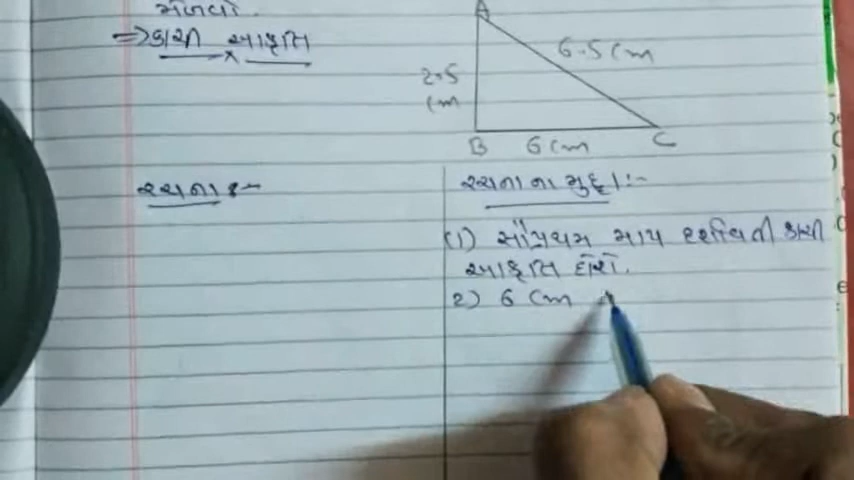 મેળવો.
⇒ કાચી આકૃતિ
A
6.5 cm
2.5
cm
B 6 cm C
રચના :-
રચનાના મુદ્દા :-
(1) સૌપ્રથમ માપ દર્શાવતી કાચી
આકૃતિ દોરો.
2) 6 cm